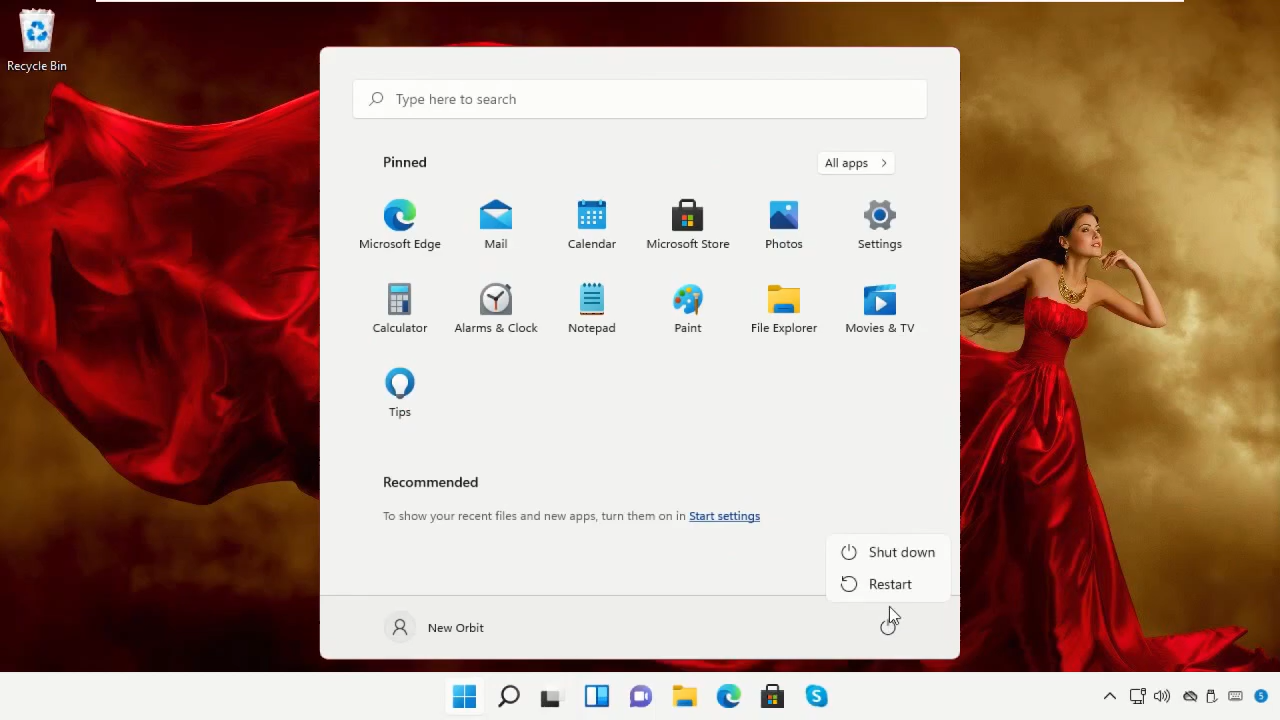 Recycle Bin
Type here to search
Pinned
All apps
Microsoft Edge
Mail
Calendar
Microsoft Store
Photos
Settings
Calculator
Alarms & Clock
Notepad
Paint
File Explorer
Movies & TV
Tips
Recommended
To show your recent files and new apps, turn them on in Start settings
Shut down
Restart
New Orbit
S
5